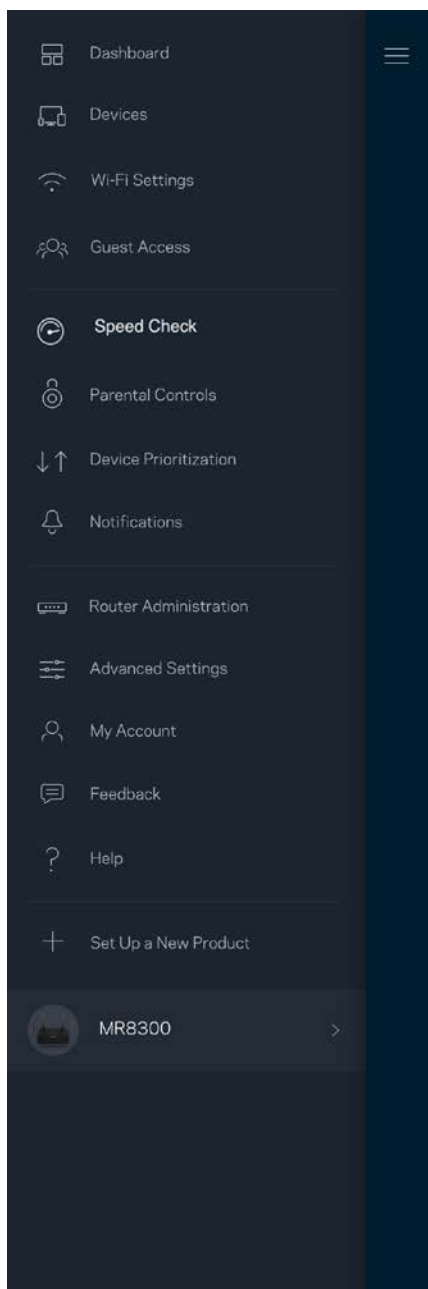 Dashboard
Devices
Wi-Fi Settings
Guest Access
Speed Check
Parental Controls
Device Prioritization
Notifications
Router Administration
Advanced Settings
My Account
Feedback
Help
Set Up a New Product
MR8300